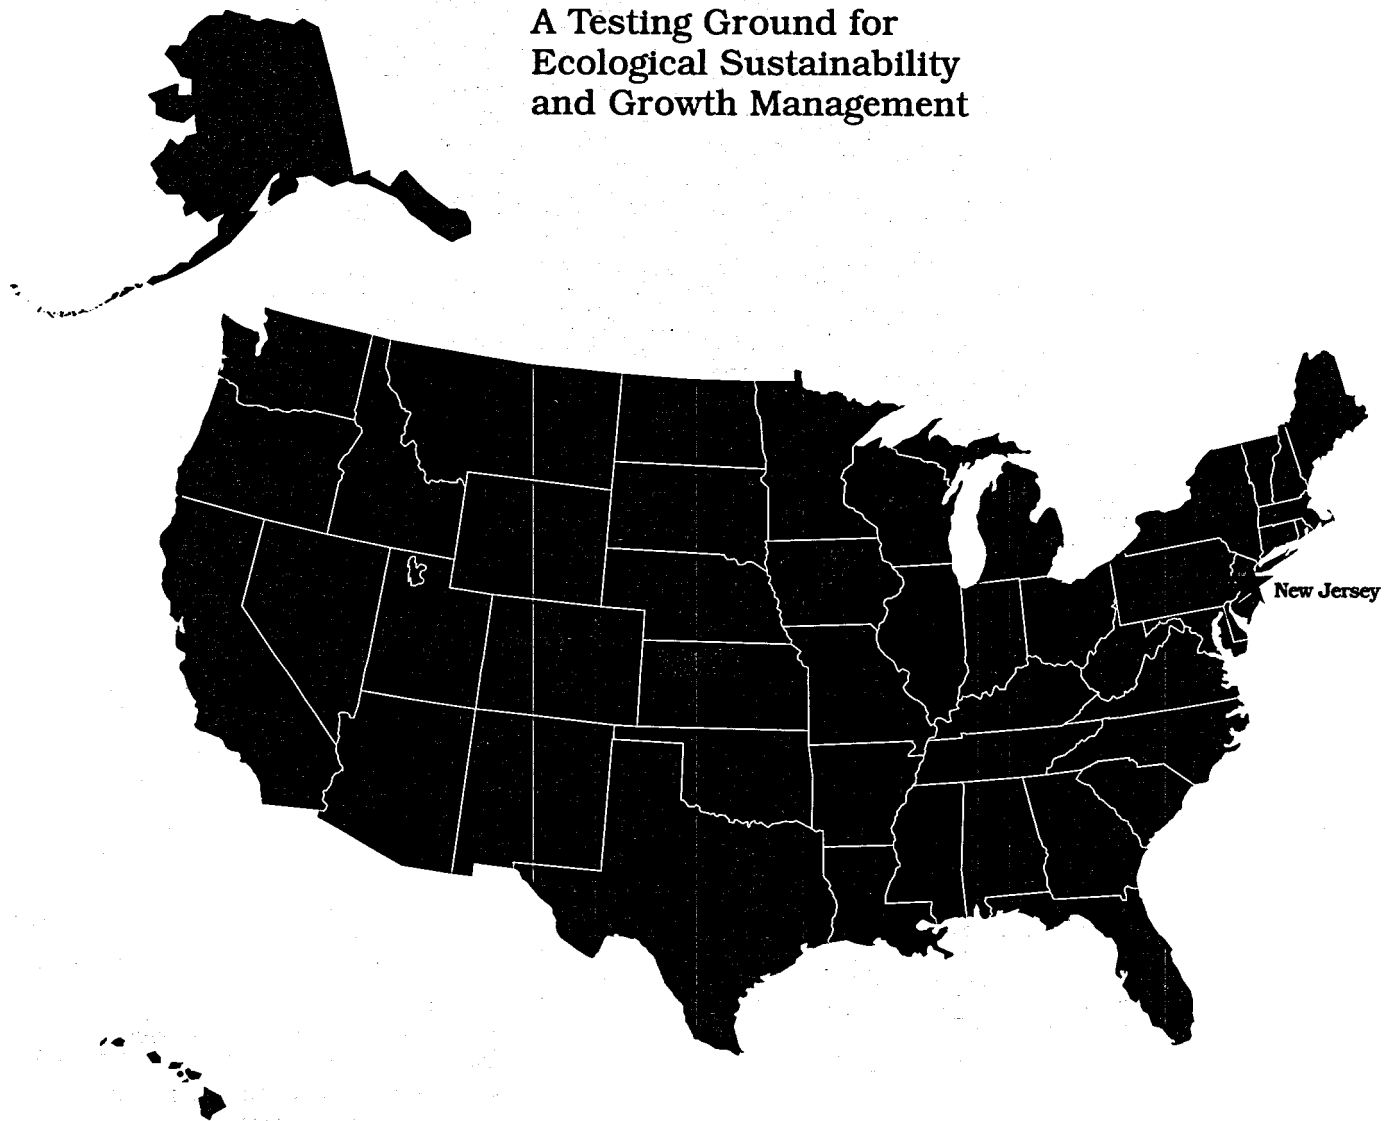 A Testing Ground for
Ecological Sustainability
and Growth Management
New Jersey